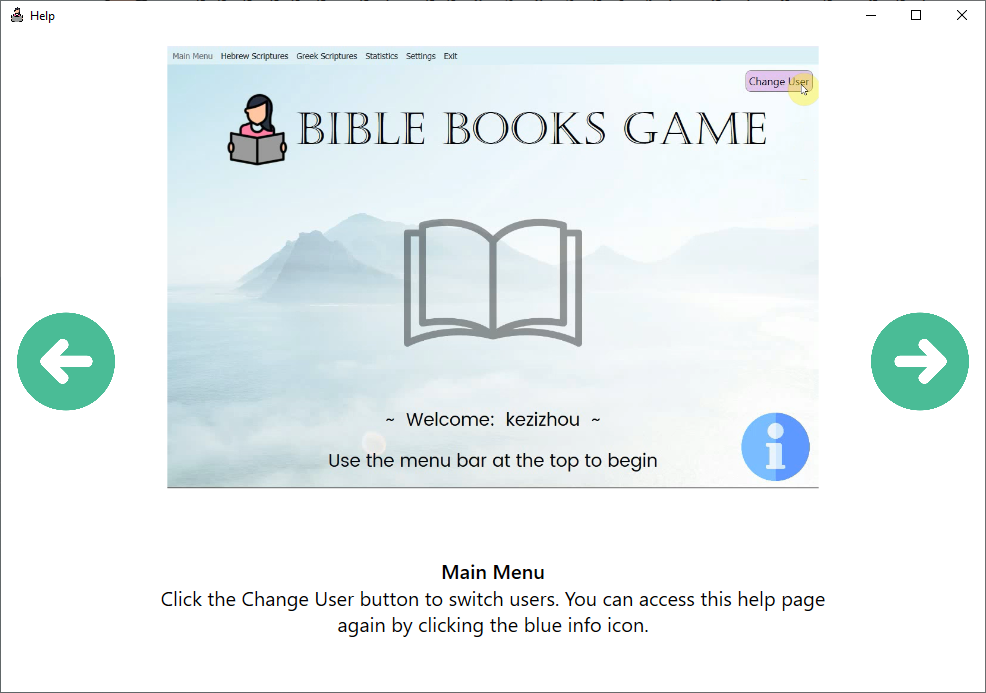 Help
Main Menu Hebrew Scriptures Greek Scriptures Statistics Settings Exit
Change User
BIBLE BOOKS GAME
~ Welcome: kezizhou ~
Use the menu bar at the top to begin
Main Menu
Click the Change User button to switch users. You can access this help page
again by clicking the blue info icon.